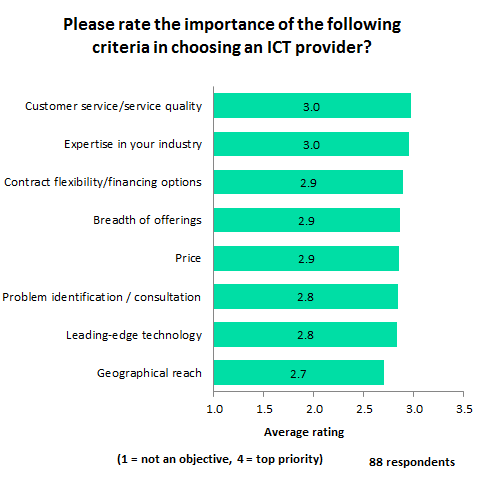 Please rate the importance of the following
criteria in choosing an ICT provider?
Customer service/service quality 3.0
Expertise in your industry 3.0
Contract flexibility/financing options 2.9
Breadth of offerings 2.9
Price 2.9
Problem identification / consultation 2.8
Leading-edge technology 2.8
Geographical reach 2.7
1.0 1.5 2.0 2.5 3.0 3.5
Average rating
(1 = not an objective, 4 = top priority) 88 respondents